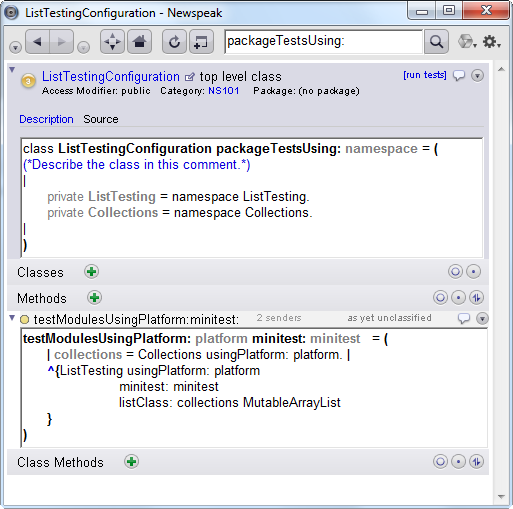 ListTestingConfiguration - Newspeak
packageTestsUsing:
3 ListTestingConfiguration top level class [run tests]
Access Modifier: public Category: NS101 Package: (no package)
Description Source
class ListTestingConfiguration packageTestsUsing: namespace = (
(*Describe the class in this comment.*)
|
private ListTesting = namespace ListTesting.
private Collections = namespace Collections.
|
)
Classes
Methods
testModulesUsingPlatform:minitest: 2 senders as yet unclassified
testModulesUsingPlatform: platform minitest: minitest = (
| collections = Collections usingPlatform: platform. |
^{ListTesting usingPlatform: platform
minitest: minitest
listClass: collections MutableArrayList
}
)
Class Methods